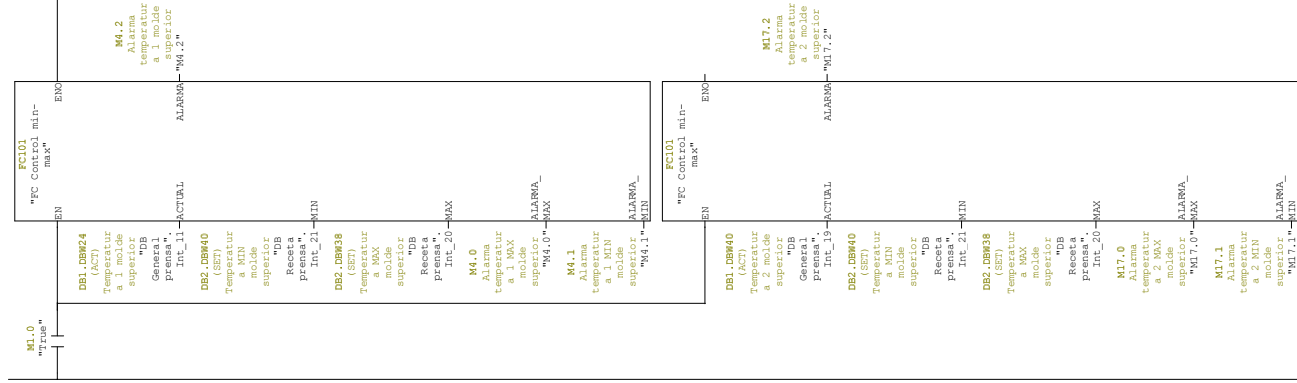 M1.0
"True"
FC101
"FC Control min-
max"
EN
ENO
DB1.DBW24
(ACT)
Temperatur
a 1 molde
superior
"DB
General
prensa".
Int_11
ACTUAL
ALARMA
M4.2
Alarma
temperatur
a 1 molde
superior
"M4.2"
DB2.DBW40
(SET)
Temperatur
a MIN
molde
superior
"DB
Receta
prensa".
Int_21
MIN
DB2.DBW38
(SET)
Temperatur
a MAX
molde
superior
"DB
Receta
prensa".
Int_20
MAX
M4.0
Alarma
temperatur
a 1 MAX
molde
superior
"M4.0"
ALARMA_
MAX
M4.1
Alarma
temperatur
a 1 MIN
molde
superior
"M4.1"
ALARMA_
MIN
FC101
"FC Control min-
max"
EN
ENO
DB1.DBW40
(ACT)
Temperatur
a 2 molde
superior
"DB
General
prensa".
Int_19
ACTUAL
ALARMA
M17.2
Alarma
temperatur
a 2 molde
superior
"M17.2"
DB2.DBW40
(SET)
Temperatur
a MIN
molde
superior
"DB
Receta
prensa".
Int_21
MIN
DB2.DBW38
(SET)
Temperatur
a MAX
molde
superior
"DB
Receta
prensa".
Int_20
MAX
M17.0
Alarma
temperatur
a 2 MAX
molde
superior
"M17.0"
ALARMA_
MAX
M17.1
Alarma
temperatur
a 2 MIN
molde
superior
"M17.1"
ALARMA_
MIN